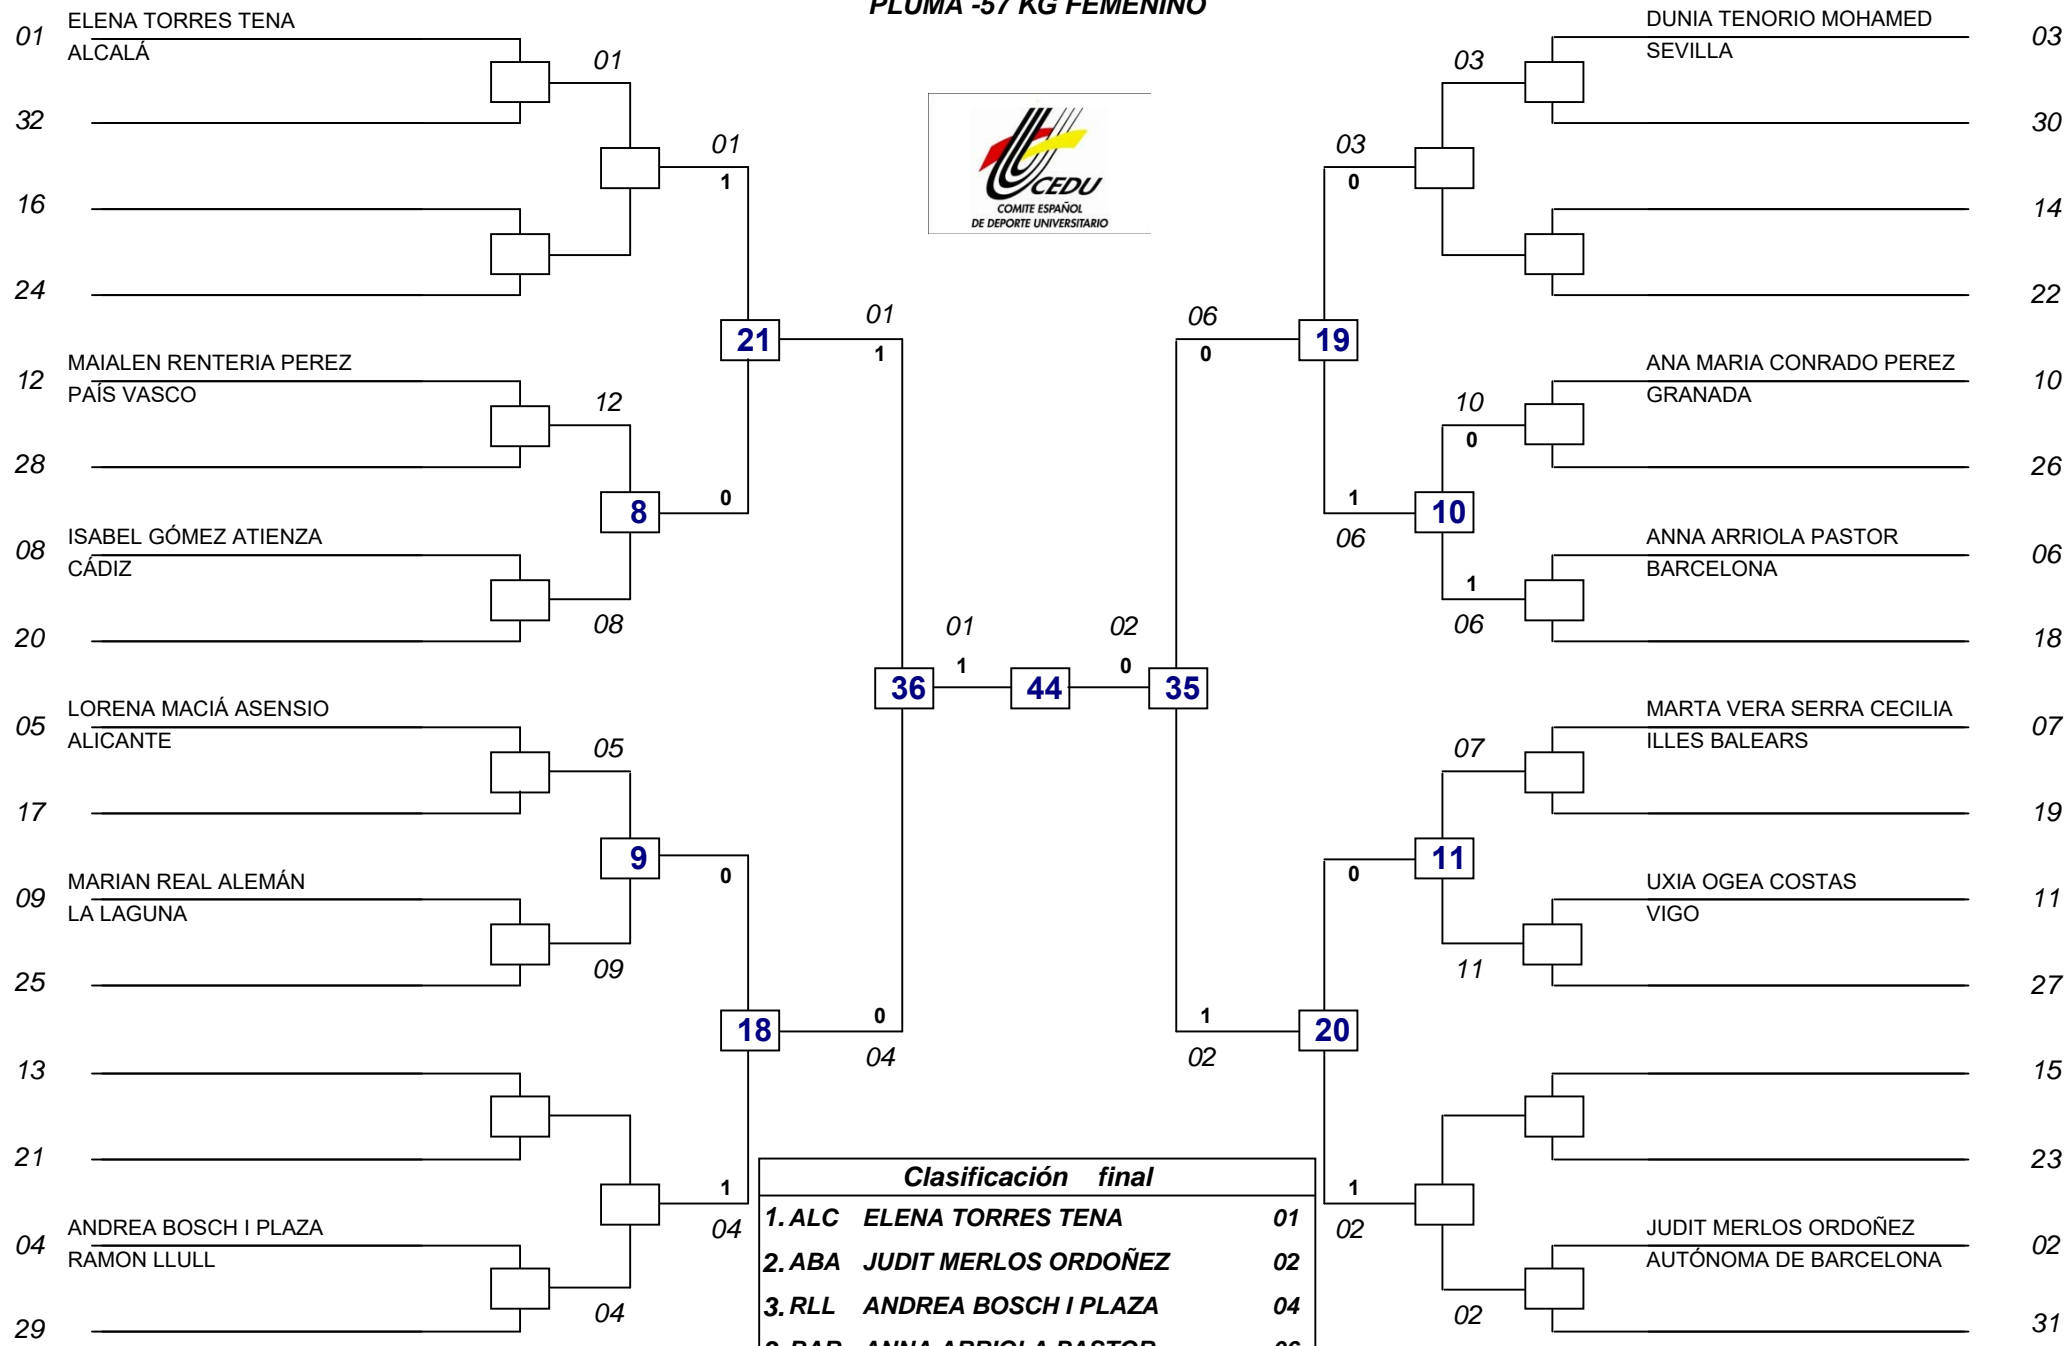 PLUMA -57 KG FEMENINO
01 ELENA TORRES TENA
ALCALÁ
01
32
01
1
16
24
12 MAIALEN RENTERIA PEREZ
PAÍS VASCO
12
28
8
0
08 ISABEL GÓMEZ ATIENZA
CÁDIZ
08
20
21
01
1
05 LORENA MACIÁ ASENSIO
ALICANTE
05
17
9
0
09 MARIAN REAL ALEMÁN
LA LAGUNA
09
25
18
0
04
13
21
1
04
04 ANDREA BOSCH I PLAZA
RAMON LLULL
04
29
CEDU
COMITE ESPAÑOL
DE DEPORTE UNIVERSITARIO
01
1
36
44
02
0
35
DUNIA TENORIO MOHAMED 03
SEVILLA
03
30
03
0
14
22
06
0
19
ANA MARIA CONRADO PEREZ 10
GRANADA
10
0
26
1
06
10
ANNA ARRIOLA PASTOR 06
BARCELONA
1
06
18
MARTA VERA SERRA CECILIA 07
ILLES BALEARS
07
19
0
11
UXIA OGEA COSTAS 11
VIGO
11
27
1
02
20
15
23
1
02
JUDIT MERLOS ORDOÑEZ 02
AUTÓNOMA DE BARCELONA
02
31
Clasificación final
1. ALC ELENA TORRES TENA 01
2. ABA JUDIT MERLOS ORDOÑEZ 02
3. RLL ANDREA BOSCH I PLAZA 04
ANNA ARRIOLA PASTOR